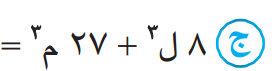 ج ٨ ل٣ + ٢٧ م٣ =